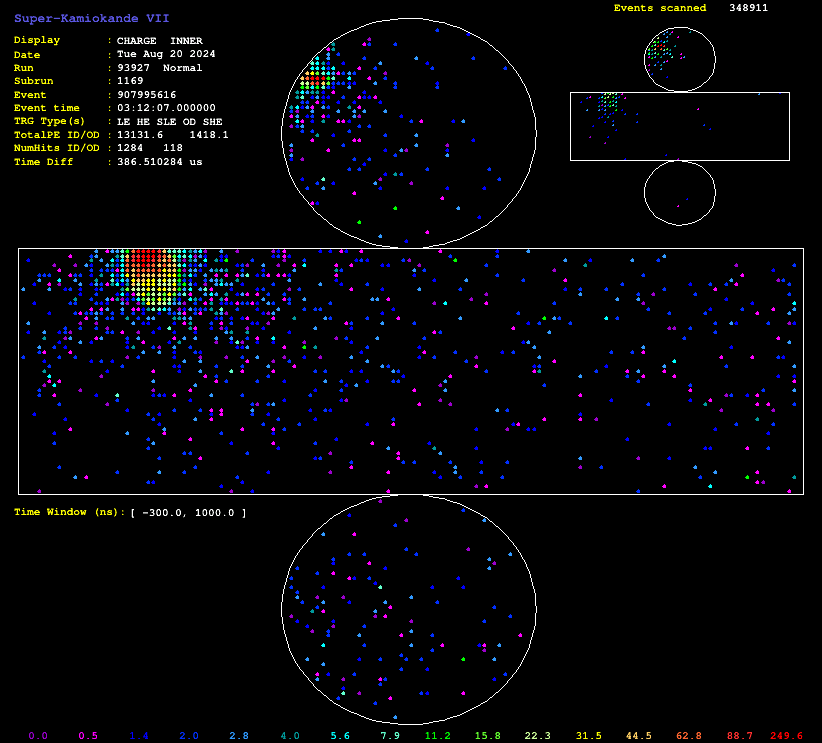 Events scanned 348911
Super-Kamiokande VII
Display : CHARGE INNER
Date : Tue Aug 20 2024
Run : 93927 Normal
Subrun : 1169
Event : 907995616
Event time : 03:12:07.000000
TRG Type(s) : LE HE SLE OD SHE
TotalPE ID/OD : 13131.6 1418.1
NumHits ID/OD : 1284 118
Time Diff : 386.510284 us
Time Window (ns): [ -300.0, 1000.0 ]
0.0 0.5 1.4 2.0 2.8 4.0 5.6 7.9 11.2 15.8 22.3 31.5 44.5 62.8 88.7 249.6